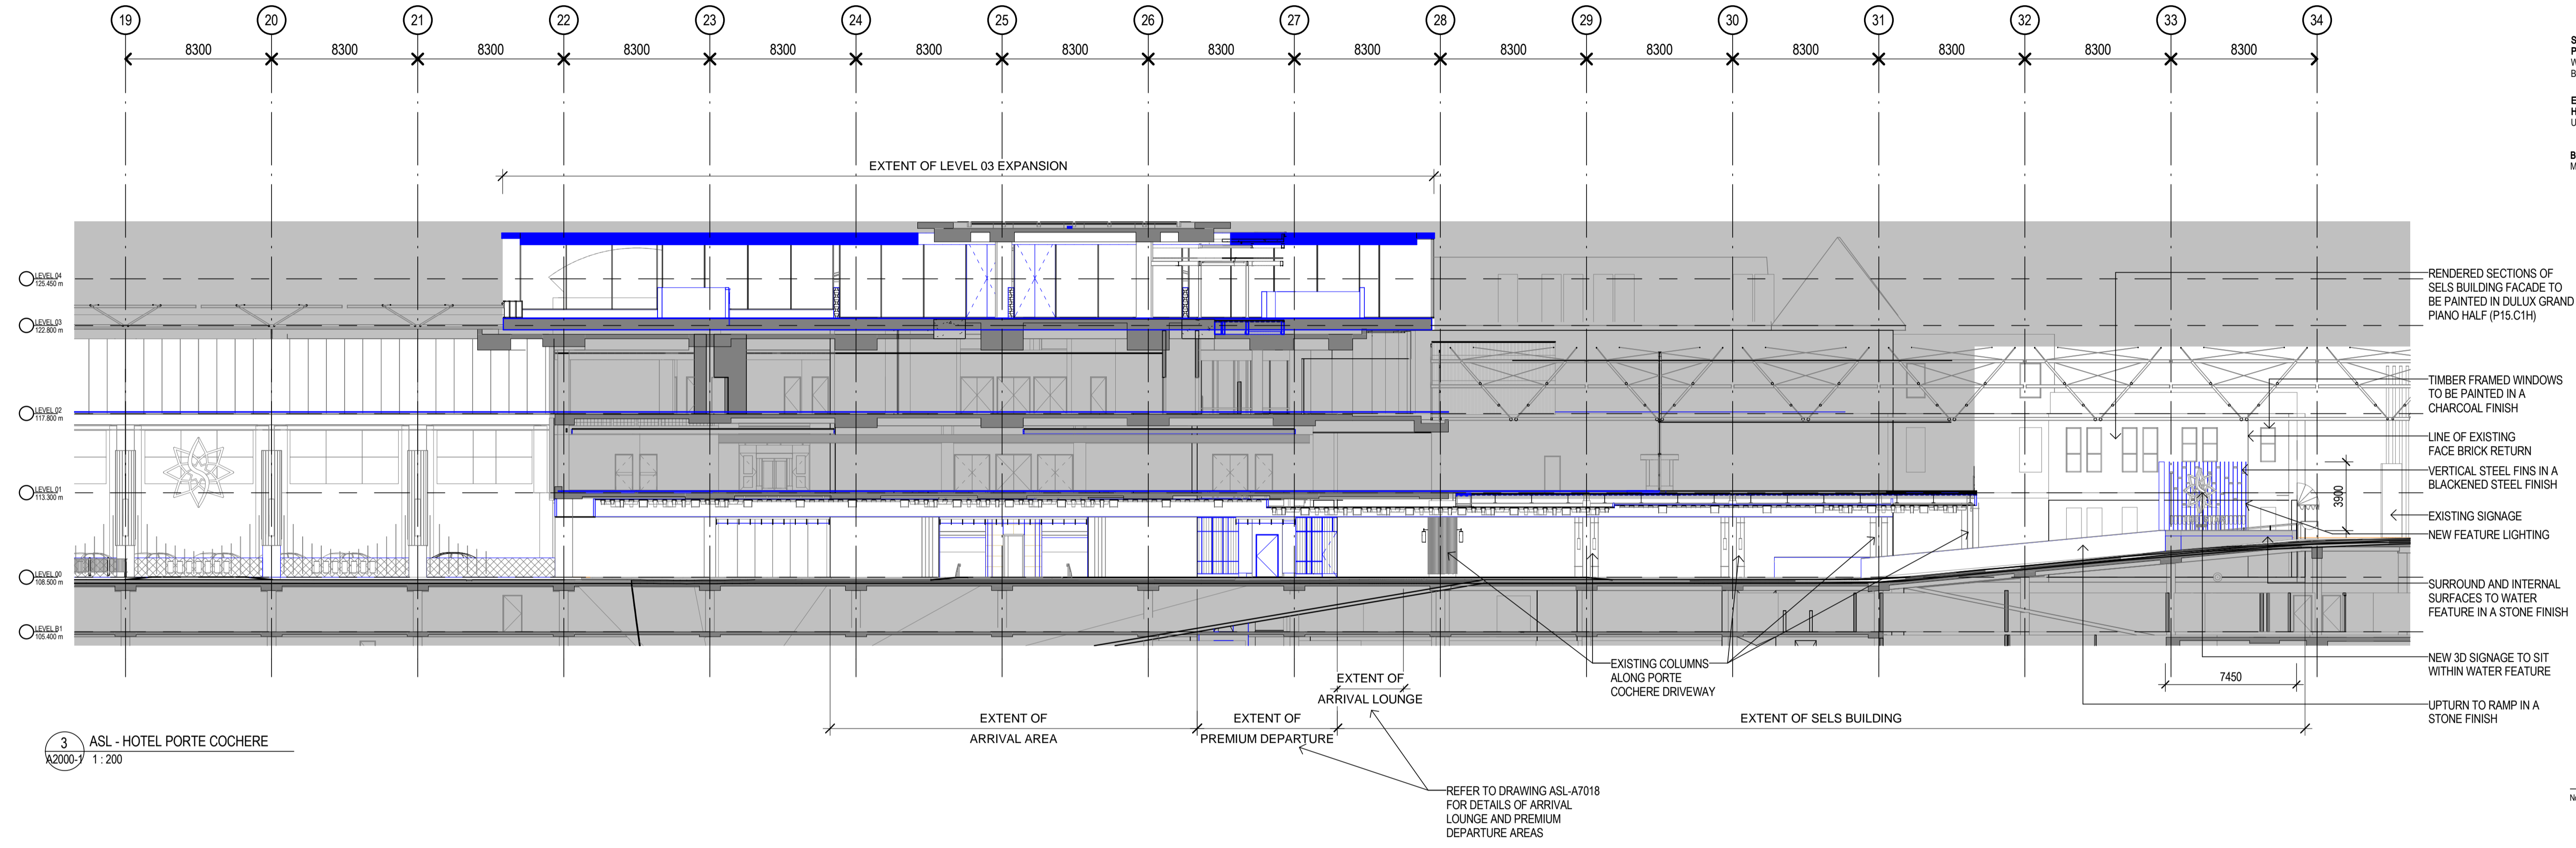 19 20 21 22 23 24 25 26 27 28 29 30 31 32 33 34
8300 8300 8300 8300 8300 8300 8300 8300 8300 8300 8300 8300 8300 8300 8300
EXTENT OF LEVEL 03 EXPANSION
LEVEL 04
125.450 m
LEVEL 03
122.800 m
LEVEL 02
117.800 m
LEVEL 01
113.300 m
LEVEL 00
108.500 m
LEVEL B1
105.400 m
RENDERED SECTIONS OF
SELS BUILDING FACADE TO
BE PAINTED IN DULUX GRAND
PIANO HALF (P15.C1H)
TIMBER FRAMED WINDOWS
TO BE PAINTED IN A
CHARCOAL FINISH
LINE OF EXISTING
FACE BRICK RETURN
VERTICAL STEEL FINS IN A
BLACKENED STEEL FINISH
3900
EXISTING SIGNAGE
NEW FEATURE LIGHTING
SURROUND AND INTERNAL
SURFACES TO WATER
FEATURE IN A STONE FINISH
NEW 3D SIGNAGE TO SIT
WITHIN WATER FEATURE
7450
UPTURN TO RAMP IN A
STONE FINISH
EXISTING COLUMNS
ALONG PORTE
COCHERE DRIVEWAY
EXTENT OF
ARRIVAL LOUNGE
EXTENT OF
ARRIVAL AREA
EXTENT OF
PREMIUM DEPARTURE
EXTENT OF SELS BUILDING
REFER TO DRAWING ASL-A7018
FOR DETAILS OF ARRIVAL
LOUNGE AND PREMIUM
DEPARTURE AREAS
3 ASL - HOTEL PORTE COCHERE
A2000-1 1 : 200